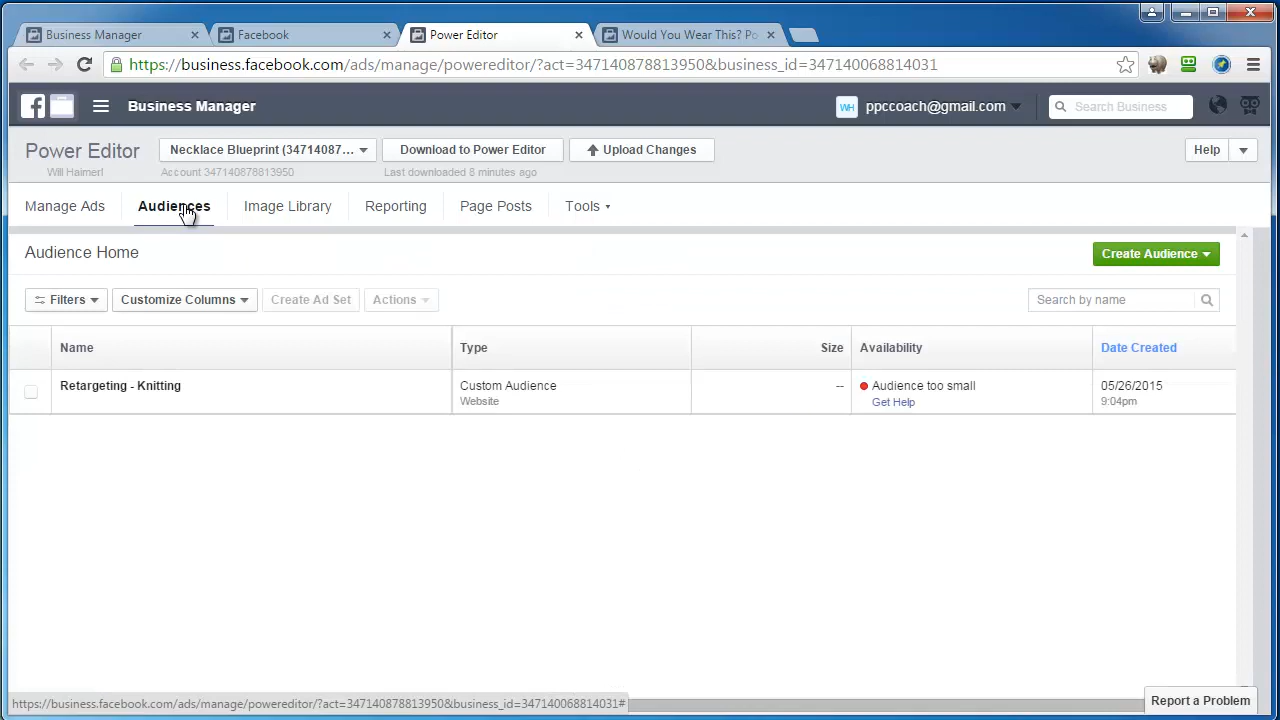 Business Manager
Facebook
Power Editor
Would You Wear This? Po
https://business.facebook.com/ads/manage/powereditor/?act=347140878813950&business_id=347140068814031
Business Manager
WH
ppccoach@gmail.com
Search Business
Power Editor
Will Haimerl
Necklace Blueprint (34714087...
Account 347140878813950
Download to Power Editor
Last downloaded 8 minutes ago
Upload Changes
Help
Manage Ads
Audiences
Image Library
Reporting
Page Posts
Tools
Audience Home
Create Audience
Filters
Customize Columns
Create Ad Set
Actions
Search by name
Name
Type
Size
Availability
Date Created
Retargeting - Knitting
Custom Audience
Website
--
Audience too small
Get Help
05/26/2015
9:04pm
https://business.facebook.com/ads/manage/powereditor/?act=347140878813950&business_id=347140068814031#
Report a Problem